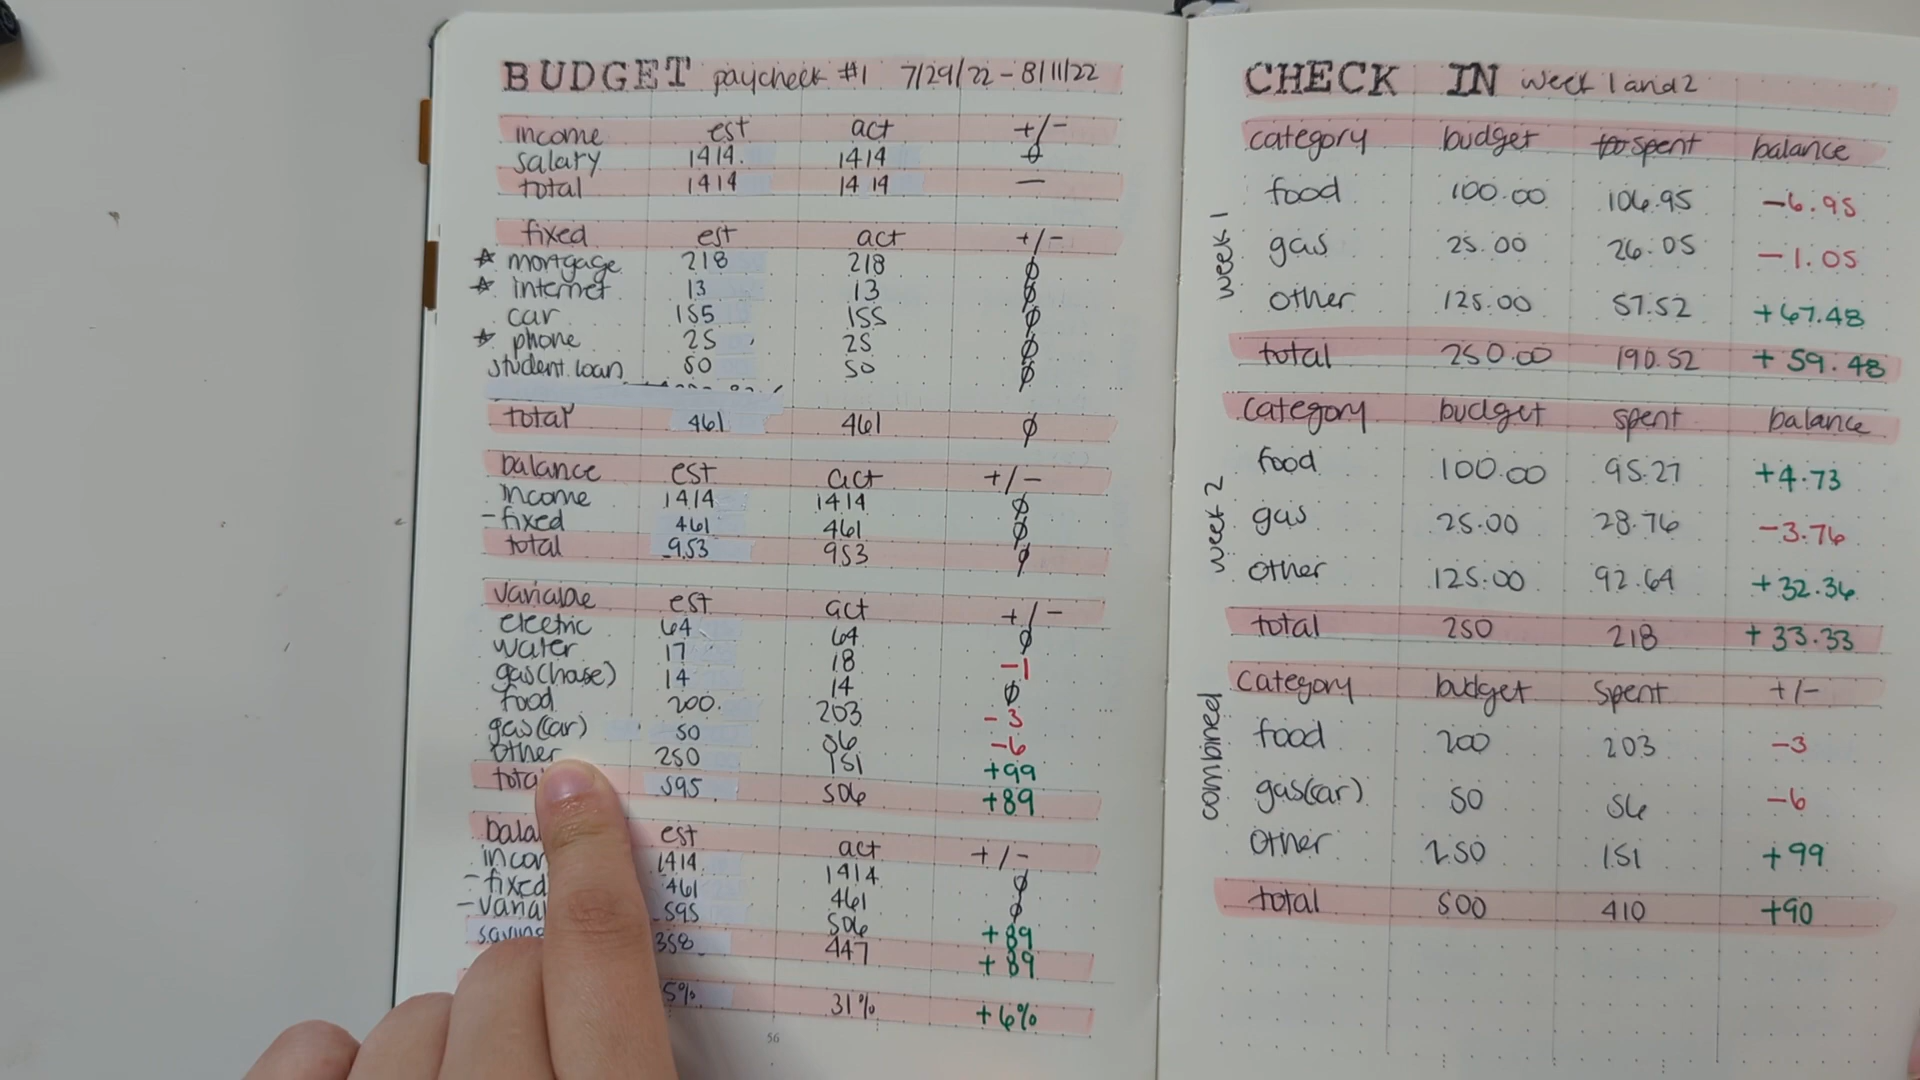 BUDGET paycheck #1 7/29/22 - 8/11/22
income est act +/-
salary 1414. 1414 ∅
total 1414 1414 —
fixed est act +/-
☆ mortgage 218 218 ∅
☆ internet 13 13 ∅
car 155 155 ∅
☆ phone 25 25 ∅
student loan 50 50 ∅
total 461 461 ∅
balance est act +/-
income 1414 1414 ∅
-fixed 461 461 ∅
total 953 953 ∅
variable est act +/-
electric 64 64 ∅
water 17 18 -1
gas(house) 14 14 ∅
food 200. 203 -3
gas(car) 50 56 -6
other 250 151 +99
tota 595 506 +89
bala est act +/-
incom 1414 1414 ∅
-fixed 461 461 ∅
-varia 595 506 +89
saving 358 447 +89
5% 31% +6%
56
CHECK IN week 1 and 2
category budget spent balance
week 1
food 100.00 106.95 -6.95
gas 25.00 26.05 -1.05
other 125.00 57.52 +67.48
total 250.00 190.52 +59.48
category budget spent balance
week 2
food 100.00 95.27 +4.73
gas 25.00 28.76 -3.76
other 125.00 92.64 +32.36
total 250 218 +33.33
category budget spent +/-
combined
food 200 203 -3
gas(car) 50 56 -6
other 250 151 +99
total 500 410 +90